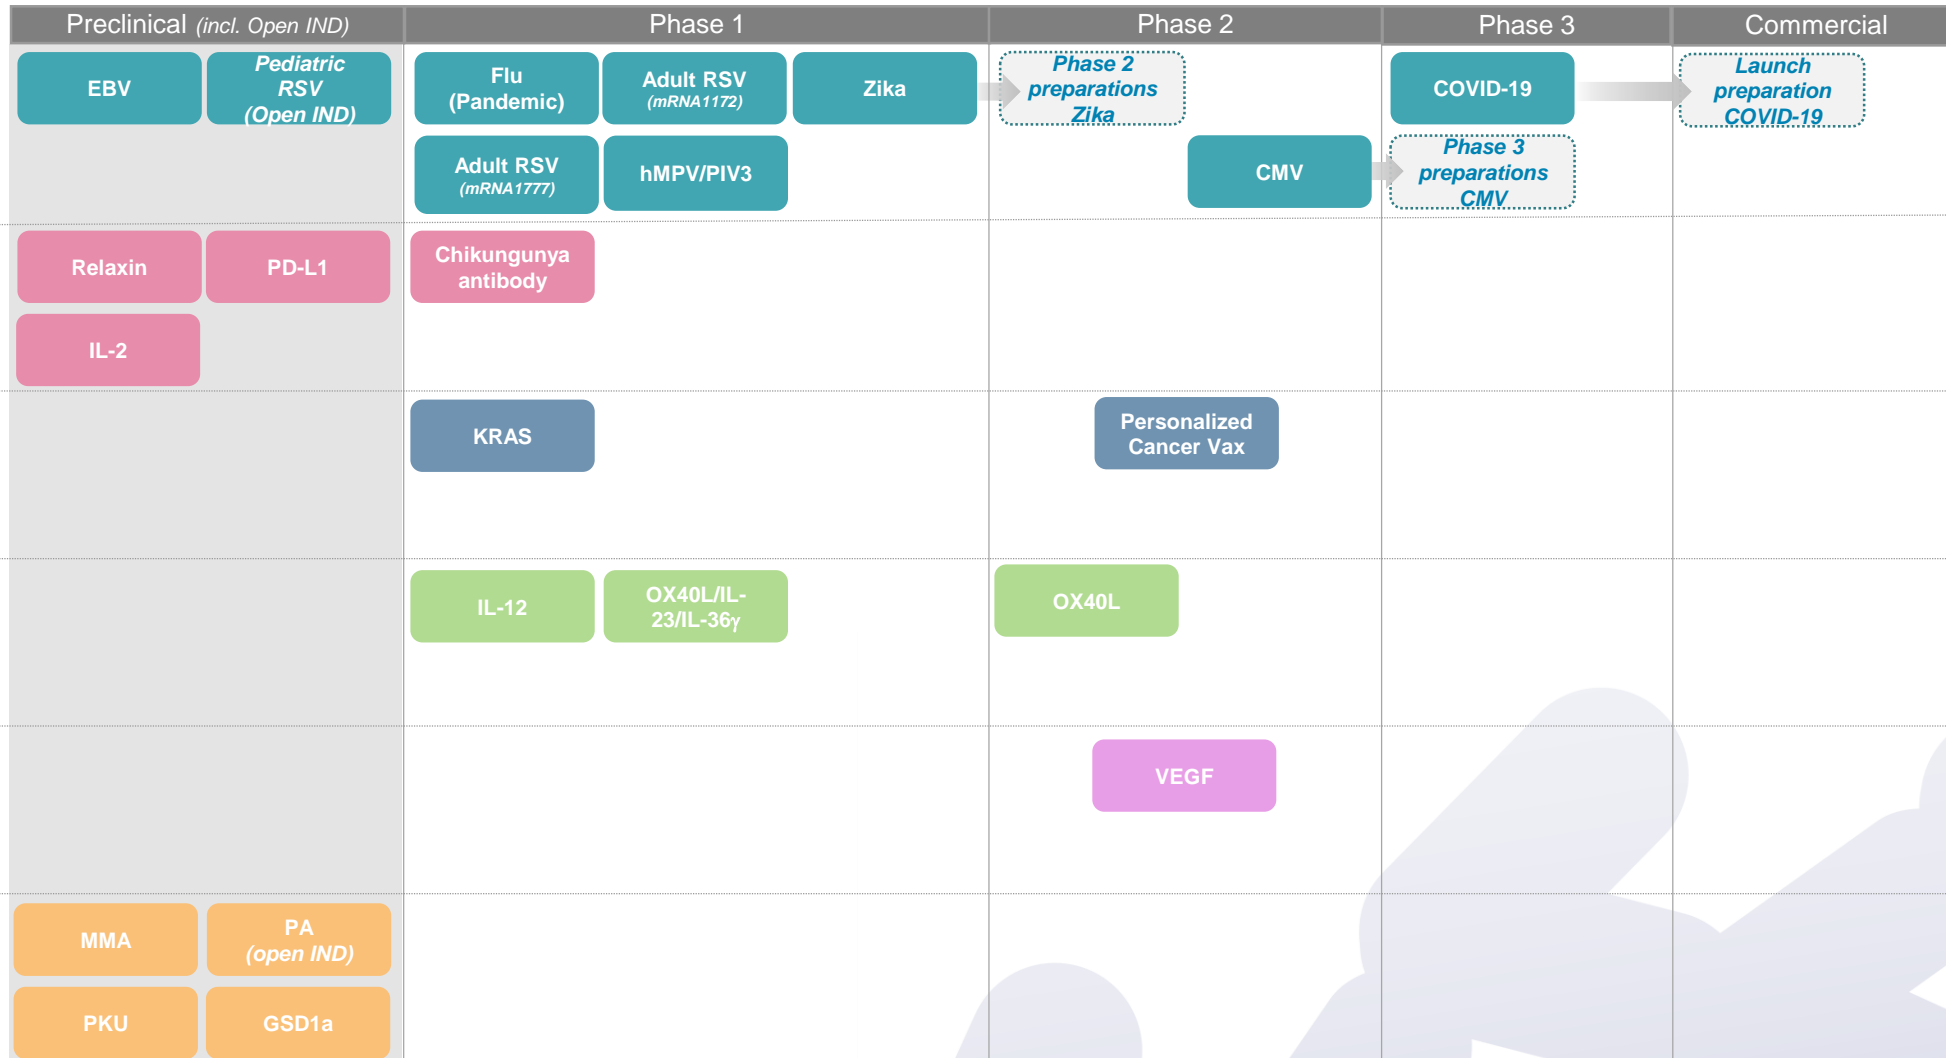 Preclinical (incl. Open IND)
Phase 1
Phase 2
Phase 3
Commercial
EBV
Pediatric
RSV
(Open IND)
Flu
(Pandemic)
Adult RSV
(mRNA1172)
Zika
Phase 2
preparations
Zika
COVID-19
Launch
preparation
COVID-19
Adult RSV
(mRNA1777)
hMPV/PIV3
CMV
Phase 3
preparations
CMV
Relaxin
PD-L1
Chikungunya
antibody
IL-2
KRAS
Personalized
Cancer Vax
IL-12
OX40L/IL-
23/IL-36γ
OX40L
VEGF
MMA
PA
(open IND)
PKU
GSD1a